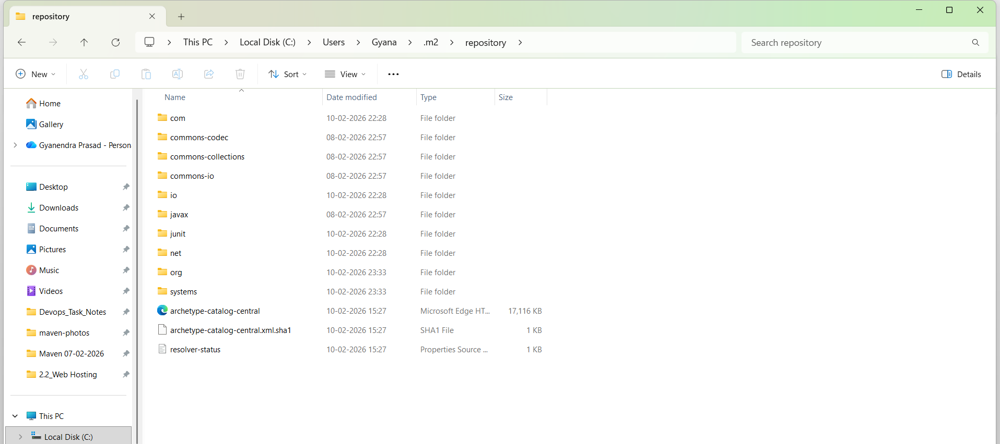 repository
This PC Local Disk (C:) Users Gyana .m2 repository
Search repository
New Sort View Details
Name Date modified Type Size
com 10-02-2026 22:28 File folder
commons-codec 08-02-2026 22:57 File folder
commons-collections 08-02-2026 22:57 File folder
commons-io 08-02-2026 22:57 File folder
io 10-02-2026 22:28 File folder
javax 08-02-2026 22:57 File folder
junit 10-02-2026 22:28 File folder
net 10-02-2026 22:28 File folder
org 10-02-2026 23:33 File folder
systems 10-02-2026 23:33 File folder
archetype-catalog-central 10-02-2026 15:27 Microsoft Edge HT... 17,116 KB
archetype-catalog-central.xml.sha1 10-02-2026 15:27 SHA1 File 1 KB
resolver-status 10-02-2026 15:27 Properties Source ... 1 KB
Home
Gallery
Gyanendra Prasad - Person
Desktop
Downloads
Documents
Pictures
Music
Videos
Devops_Task_Notes
maven-photos
Maven 07-02-2026
2.2_Web Hosting
This PC
Local Disk (C:)